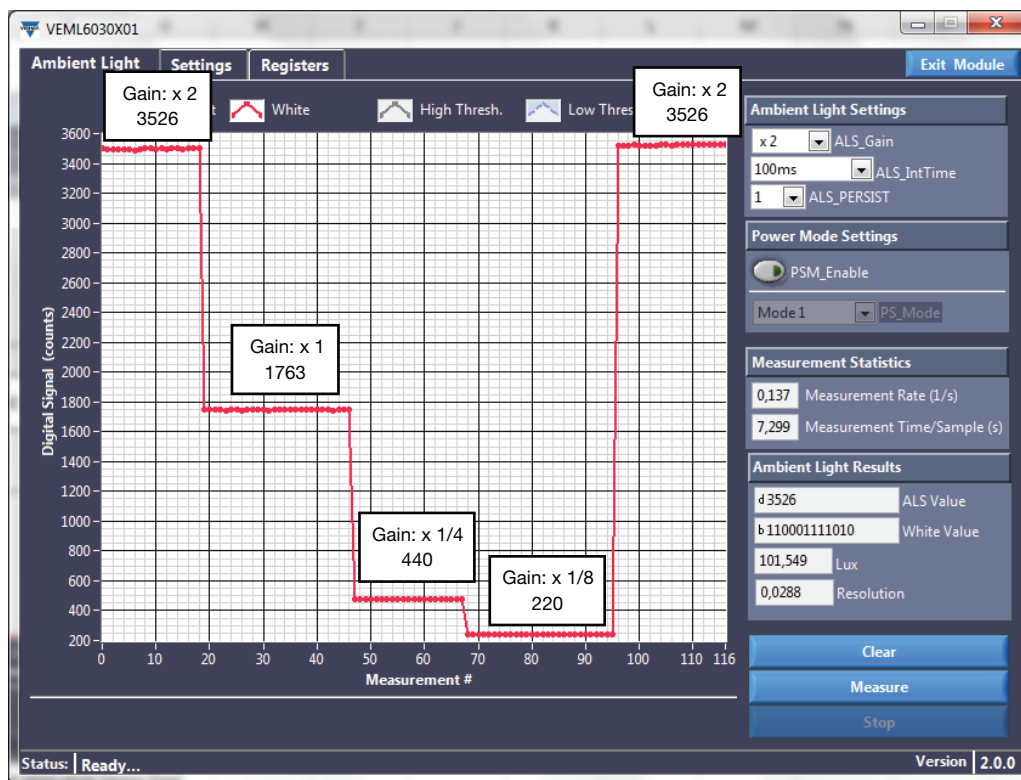 VEML6030X01
Ambient Light
Settings
Registers
Exit Module
Gain: x 2
3526
White
High Thresh.
Low Thres
Gain: x 2
3526
3600
3400
3200
3000
2800
2600
2400
2200
2000
1800
1600
1400
1200
1000
800
600
400
200
Digital Signal (counts)
Gain: x 1
1763
Gain: x 1/4
440
Gain: x 1/8
220
0 10 20 30 40 50 60 70 80 90 100 110 116
Measurement #
Ambient Light Settings
x 2 ALS_Gain
100ms ALS_IntTime
1 ALS_PERSIST
Power Mode Settings
PSM_Enable
Mode1 PS_Mode
Measurement Statistics
0,137 Measurement Rate (1/s)
7,299 Measurement Time/Sample (s)
Ambient Light Results
d 3526 ALS Value
b 110001111010 White Value
101,549 Lux
0,0288 Resolution
Clear
Measure
Stop
Status: Ready...
Version 2.0.0